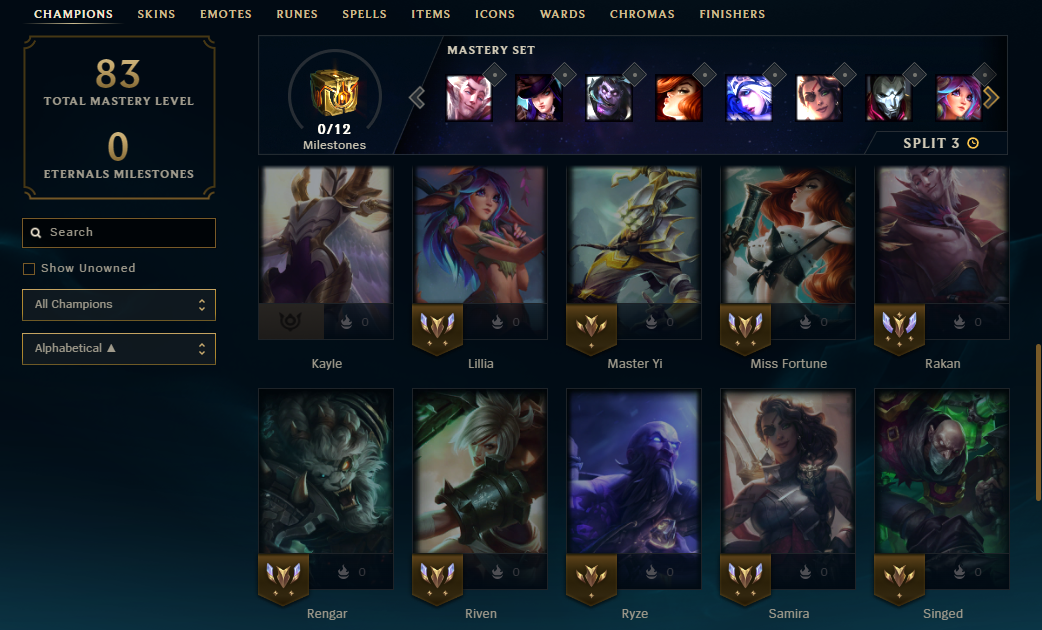 CHAMPIONS SKINS EMOTES RUNES SPELLS ITEMS ICONS WARDS CHROMAS FINISHERS
83
TOTAL MASTERY LEVEL
0
ETERNALS MILESTONES
Search
Show Unowned
All Champions
Alphabetical ▲
MASTERY SET
0/12
Milestones
SPLIT 3
0 0 0 0 0
Kayle Lillia Master Yi Miss Fortune Rakan
0 0 0 0 0
Rengar Riven Ryze Samira Singed